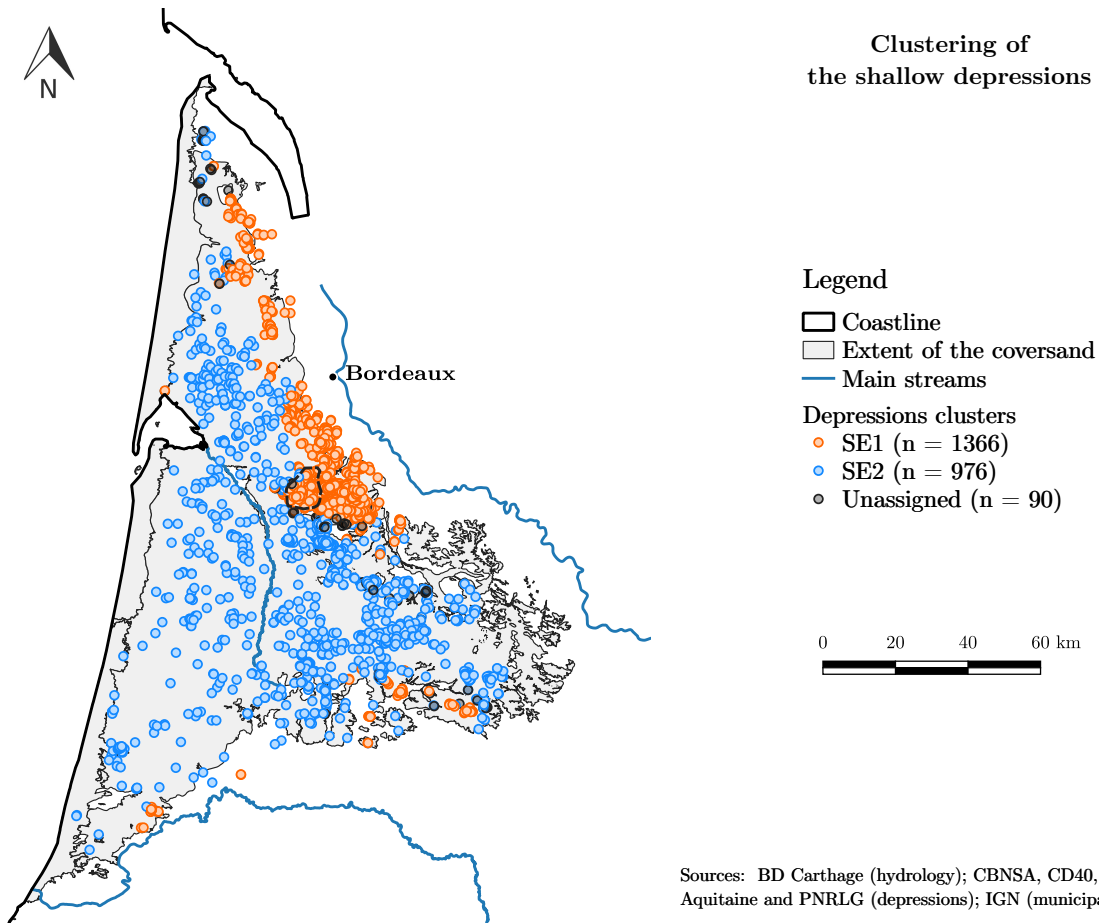 N
Clustering of
the shallow depressions
Bordeaux
Legend
Coastline
Extent of the coversand
Main streams
Depressions clusters
SE1 (n = 1366)
SE2 (n = 976)
Unassigned (n = 90)
0 20 40 60 km
Sources: BD Carthage (hydrology); CBNSA, CD40,
Aquitaine and PNRLG (depressions); IGN (municipa